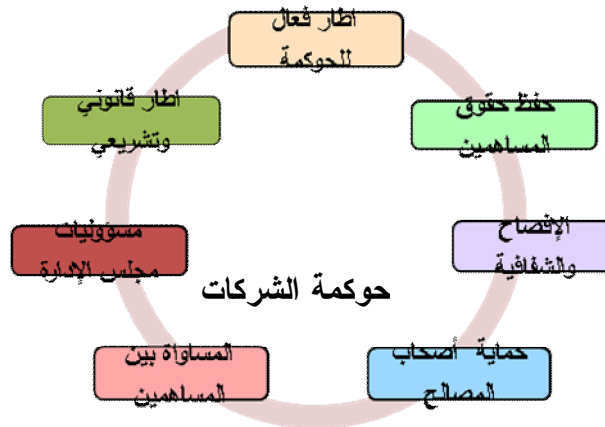 اطار فعال
للحوكمة
حفظ حقوق
المساهمين
الإفصاح
والشفافية
حماية أصحاب
المصالح
المساواة بين
المساهمين
مسؤوليات
مجلس الإدارة
اطار قانوني
وتشريعي
حوكمة الشركات